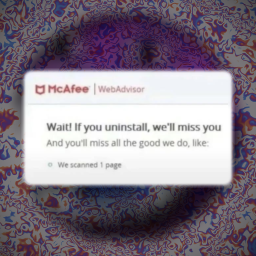 McAfee | WebAdvisor
Wait! If you uninstall, we'll miss you
And you'll miss all the good we do, like:
We scanned 1 page